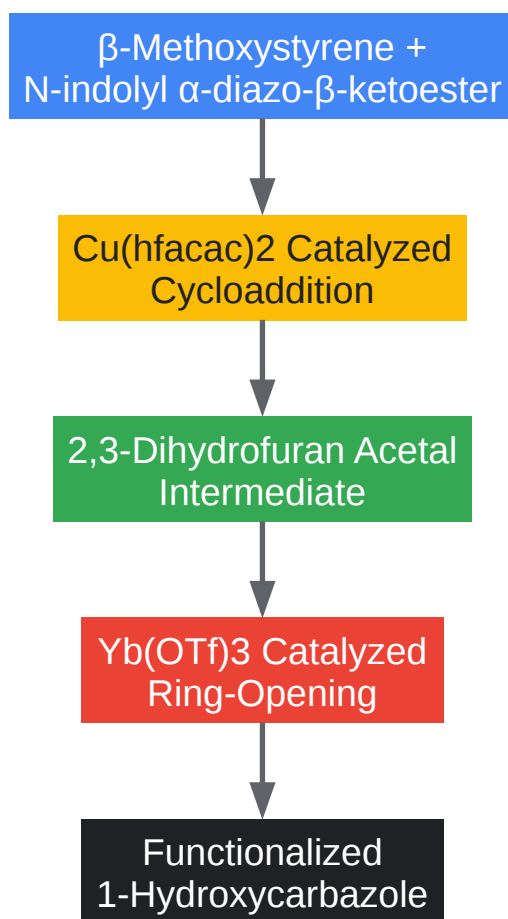 β-Methoxystyrene +
N-indolyl α-diazo-β-ketoester
Cu(hfacac)2 Catalyzed
Cycloaddition
2,3-Dihydrofuran Acetal
Intermediate
Yb(OTf)3 Catalyzed
Ring-Opening
Functionalized
1-Hydroxycarbazole